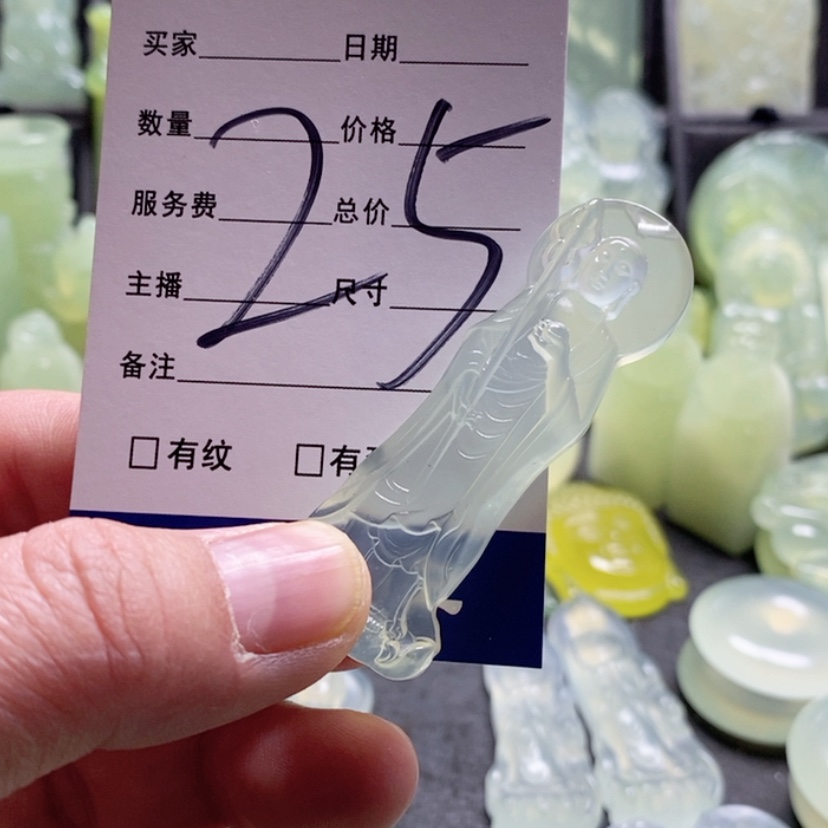 买家 日期
数量 价格
25
服务费 总价
主播 尺寸
备注
□有纹 □有